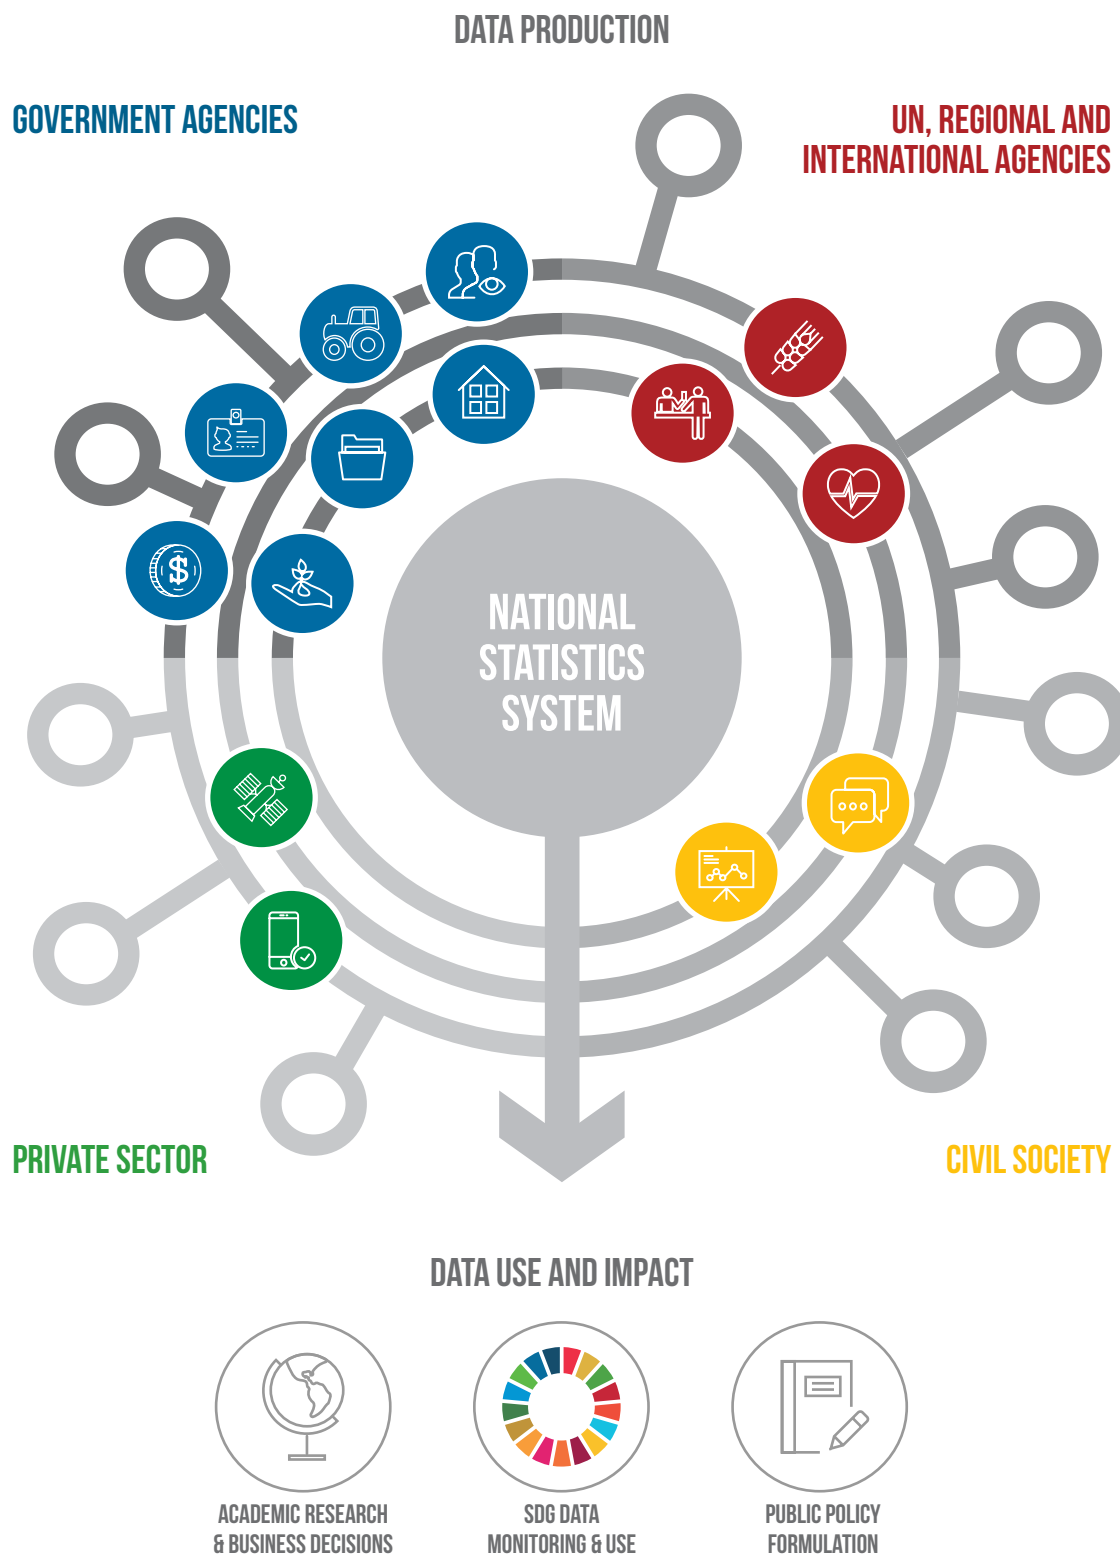 DATA PRODUCTION
GOVERNMENT AGENCIES
UN, REGIONAL AND
INTERNATIONAL AGENCIES
$
NATIONAL
STATISTICS
SYSTEM
PRIVATE SECTOR
CIVIL SOCIETY
DATA USE AND IMPACT
ACADEMIC RESEARCH
& BUSINESS DECISIONS
SDG DATA
MONITORING & USE
PUBLIC POLICY
FORMULATION